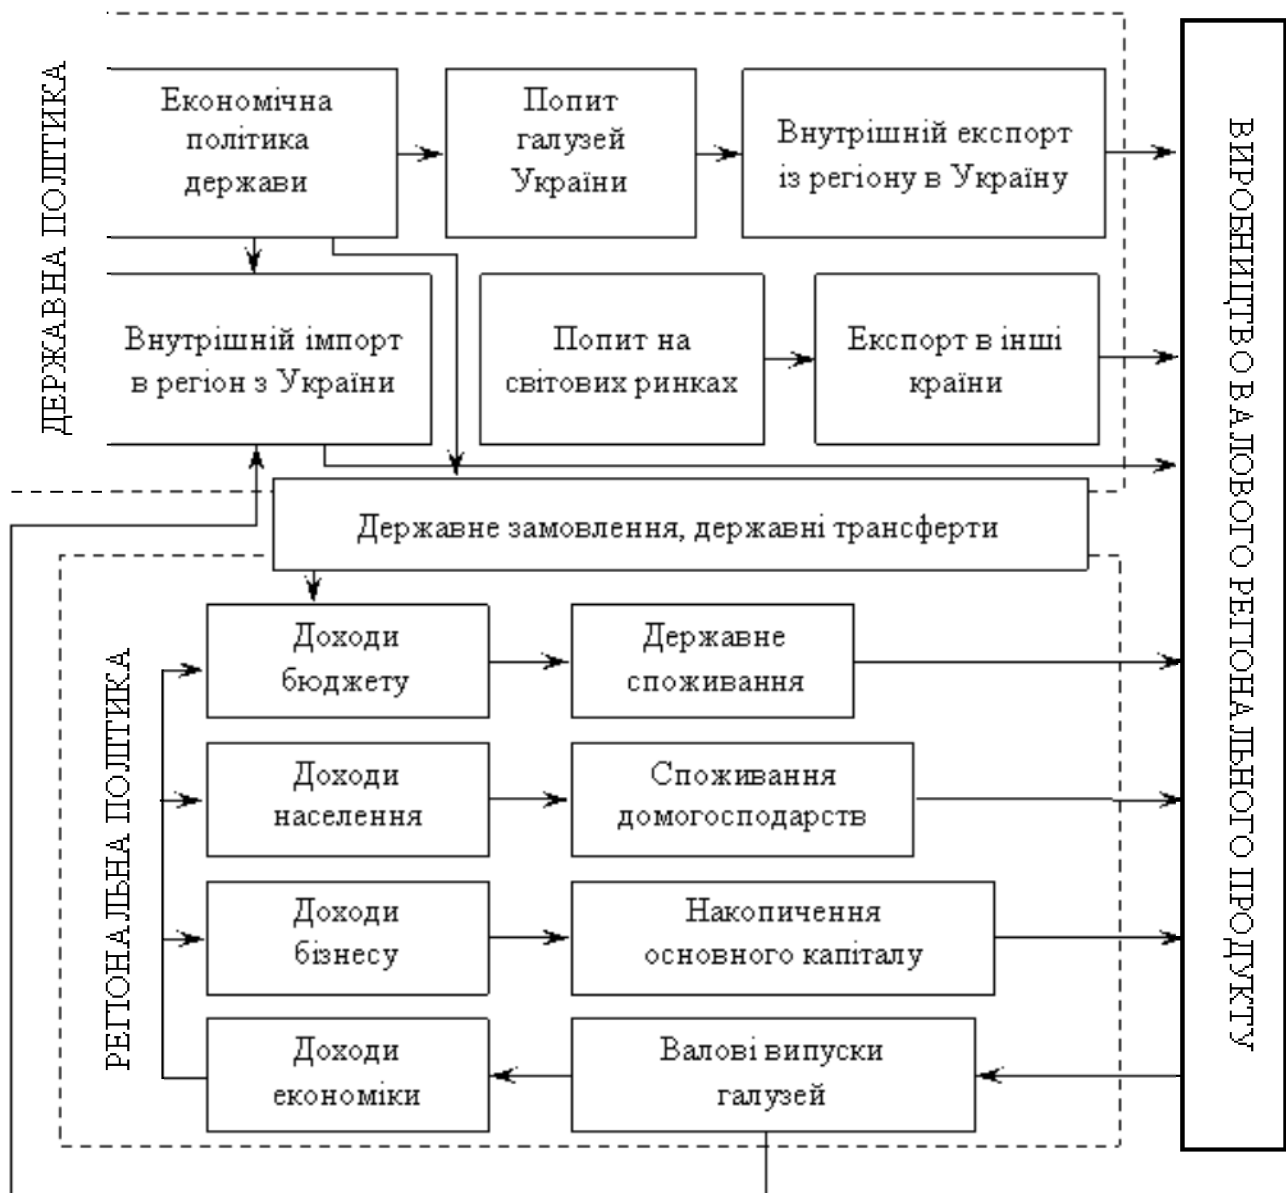 ДЕРЖАВНА ПОЛІТИКА
Економічна
політика
держави
Попит
галузей
України
Внутрішній експорт
із регіону в Україну
Внутрішній імпорт
в регіон з України
Попит на
світових ринках
Експорт в інші
країни
Державне замовлення, державні трансферти
РЕГІОНАЛЬНА ПОЛІТИКА
Доходи
бюджету
Державне
споживання
Доходи
населення
Споживання
домогосподарств
Доходи
бізнесу
Накопичення
основного капіталу
Доходи
економіки
Валові випуски
галузей
ВИРОБНИЦТВО ВАЛОВОГО РЕГІОНАЛЬНОГО ПРОДУКТУ